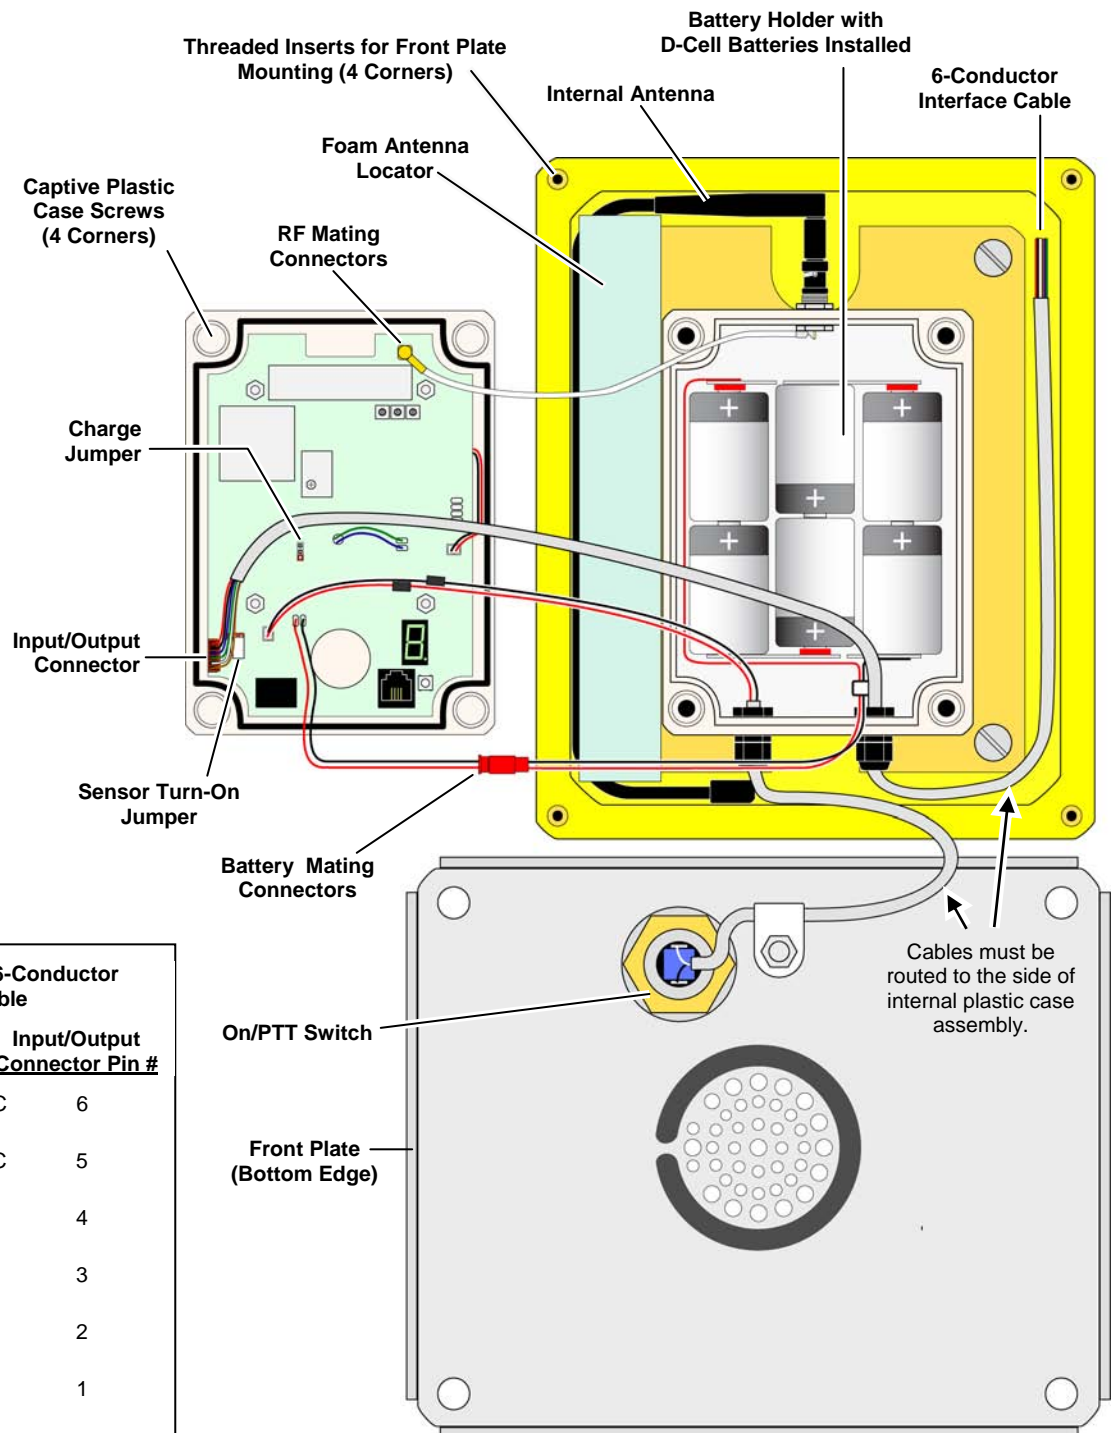 Battery Holder with
D-Cell Batteries Installed
Threaded Inserts for Front Plate
Mounting (4 Corners)
6-Conductor
Interface Cable
Internal Antenna
Foam Antenna
Locator
Captive Plastic
Case Screws
(4 Corners)
RF Mating
Connectors
Charge
Jumper
Input/Output
Connector
Sensor Turn-On
Jumper
Battery Mating
Connectors
Cables must be
routed to the side of
internal plastic case
assembly.
On/PTT Switch
Front Plate
(Bottom Edge)
6-Conductor
Input/Output
Connector Pin #
C 6
C 5
4
3
2
1
+ + +
+ + +